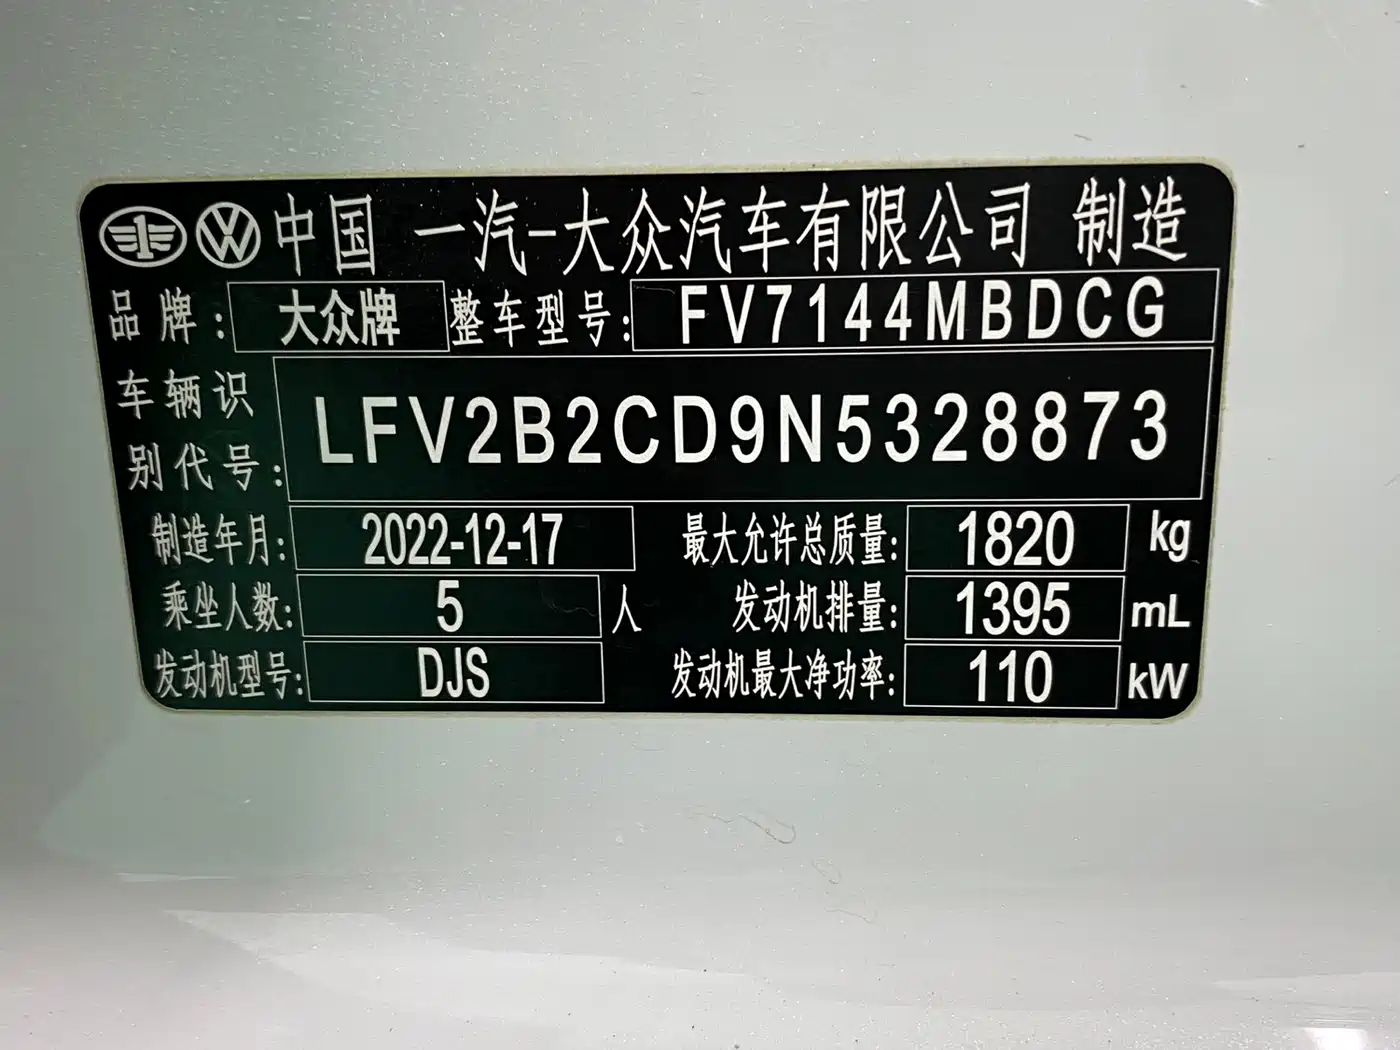 中国 一汽-大众汽车有限公司 制造
品牌: 大众牌 整车型号: FV7144MBDCG
车辆识别代号: LFV2B2CD9N5328873
制造年月: 2022-12-17 最大允许总质量: 1820 kg
乘坐人数: 5 人 发动机排量: 1395 mL
发动机型号: DJS 发动机最大净功率: 110 kW